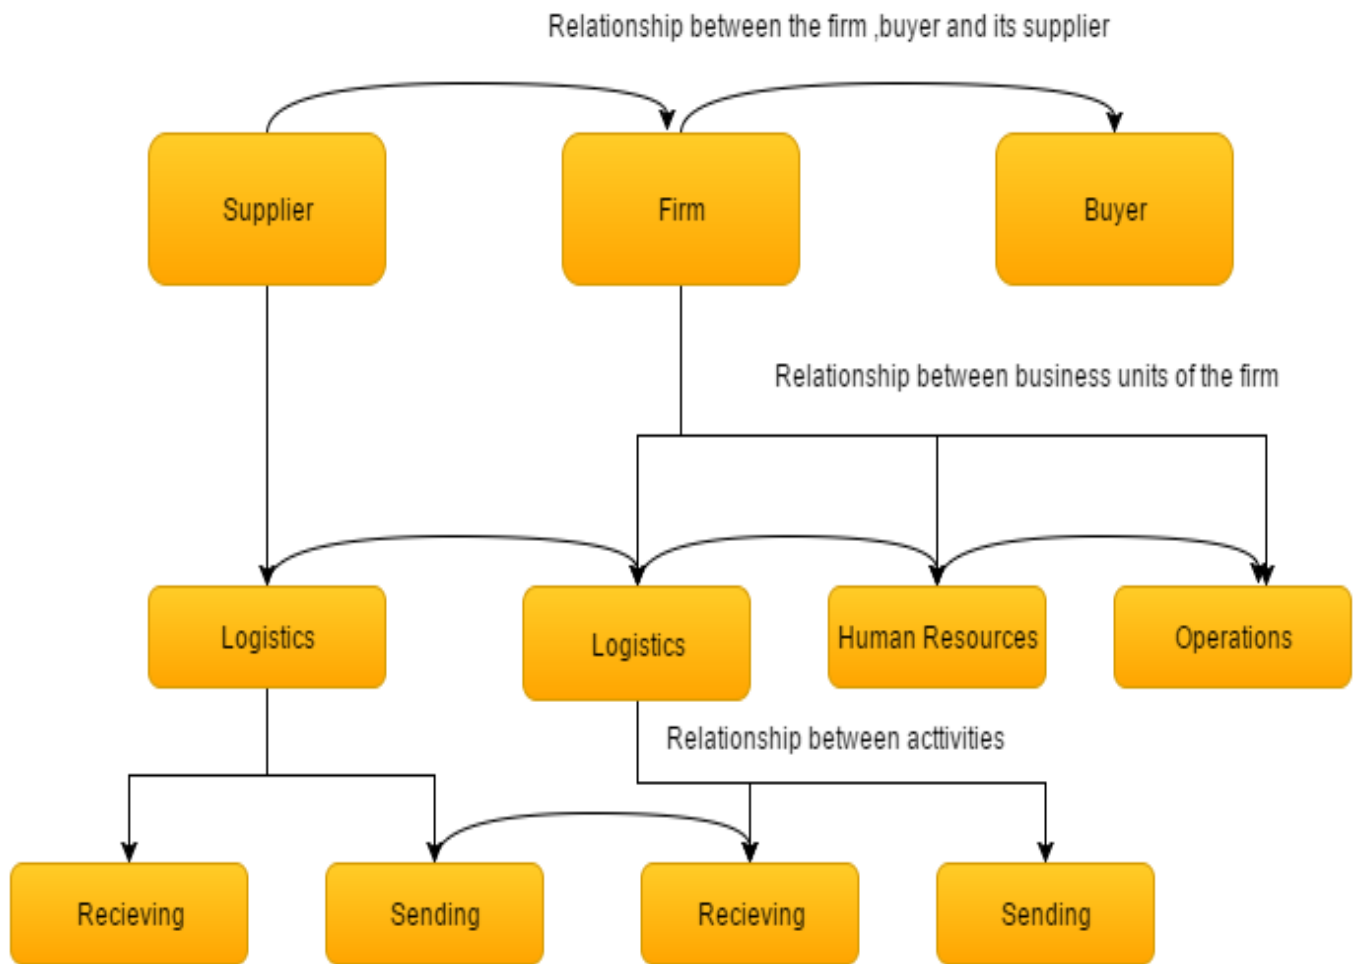 Relationship between the firm ,buyer and its supplier
Supplier
Firm
Buyer
Relationship between business units of the firm
Logistics
Logistics
Human Resources
Operations
Relationship between acttivities
Recieving
Sending
Recieving
Sending